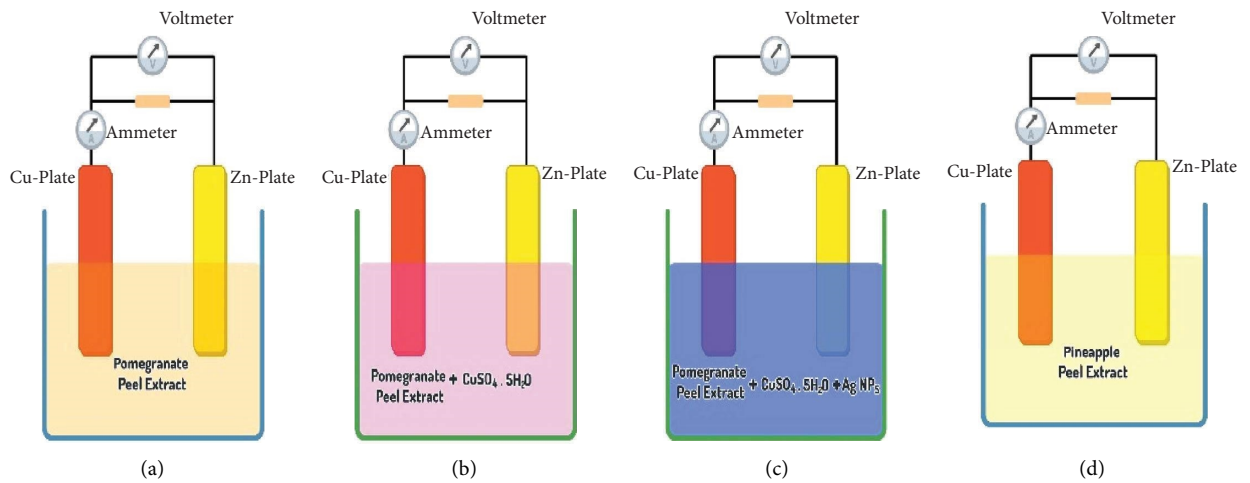 Voltmeter
V
A
Ammeter
Cu-Plate
Zn-Plate
Pomegranate
Peel Extract
(a)
Voltmeter
V
A
Ammeter
Cu-Plate
Zn-Plate
Pomegranate + CuSO₄ . 5H₂O
Peel Extract
(b)
Voltmeter
V
A
Ammeter
Cu-Plate
Zn-Plate
Pomegranate + CuSO₄ . 5H₂O + Ag NPs
Peel Extract
(c)
Voltmeter
V
A
Ammeter
Cu-Plate
Zn-Plate
Pineapple
Peel Extract
(d)